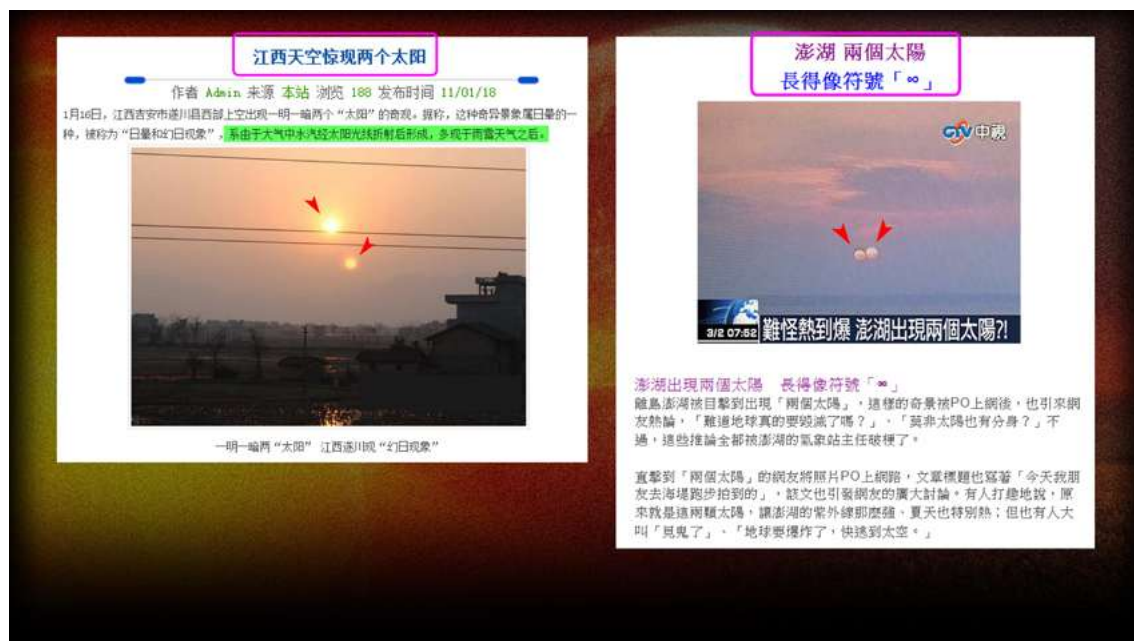 江西天空惊现两个太阳
作者 Admin 来源 本站 浏览 188 发布时间 11/01/18
1月16日，江西吉安市遂川县西部上空出现一明一暗两个“太阳”的奇观。据称，这种奇异景象属日晕的一
种，被称为“日晕和幻日现象”，系由于大气中水汽经太阳光线折射后形成，多现于雨露天气之后。
一明一暗两“太阳” 江西遂川现“幻日现象”
澎湖 兩個太陽
長得像符號「∞」
CTV中視
3/2 07:52 難怪熱到爆 澎湖出現兩個太陽?!
澎湖出現兩個太陽 長得像符號「∞」
離島澎湖被目擊到出現「兩個太陽」，這樣的奇景被PO上網後，也引來網
友熱論，「難道地球真的要毀滅了嗎？」、「莫非太陽也有分身？」不
過，這些推論全都被澎湖的氣象站主任破梗了。
直擊到「兩個太陽」的網友將照片PO上網路，文章標題也寫著「今天我朋
友去海堤跑步拍到的」，該文也引發網友的廣大討論。有人打趣地說，原
來就是這兩顆太陽，讓澎湖的紫外線那麼強、夏天也特別熱；但也有人大
叫「見鬼了」、「地球要爆炸了，快逃到太空。」